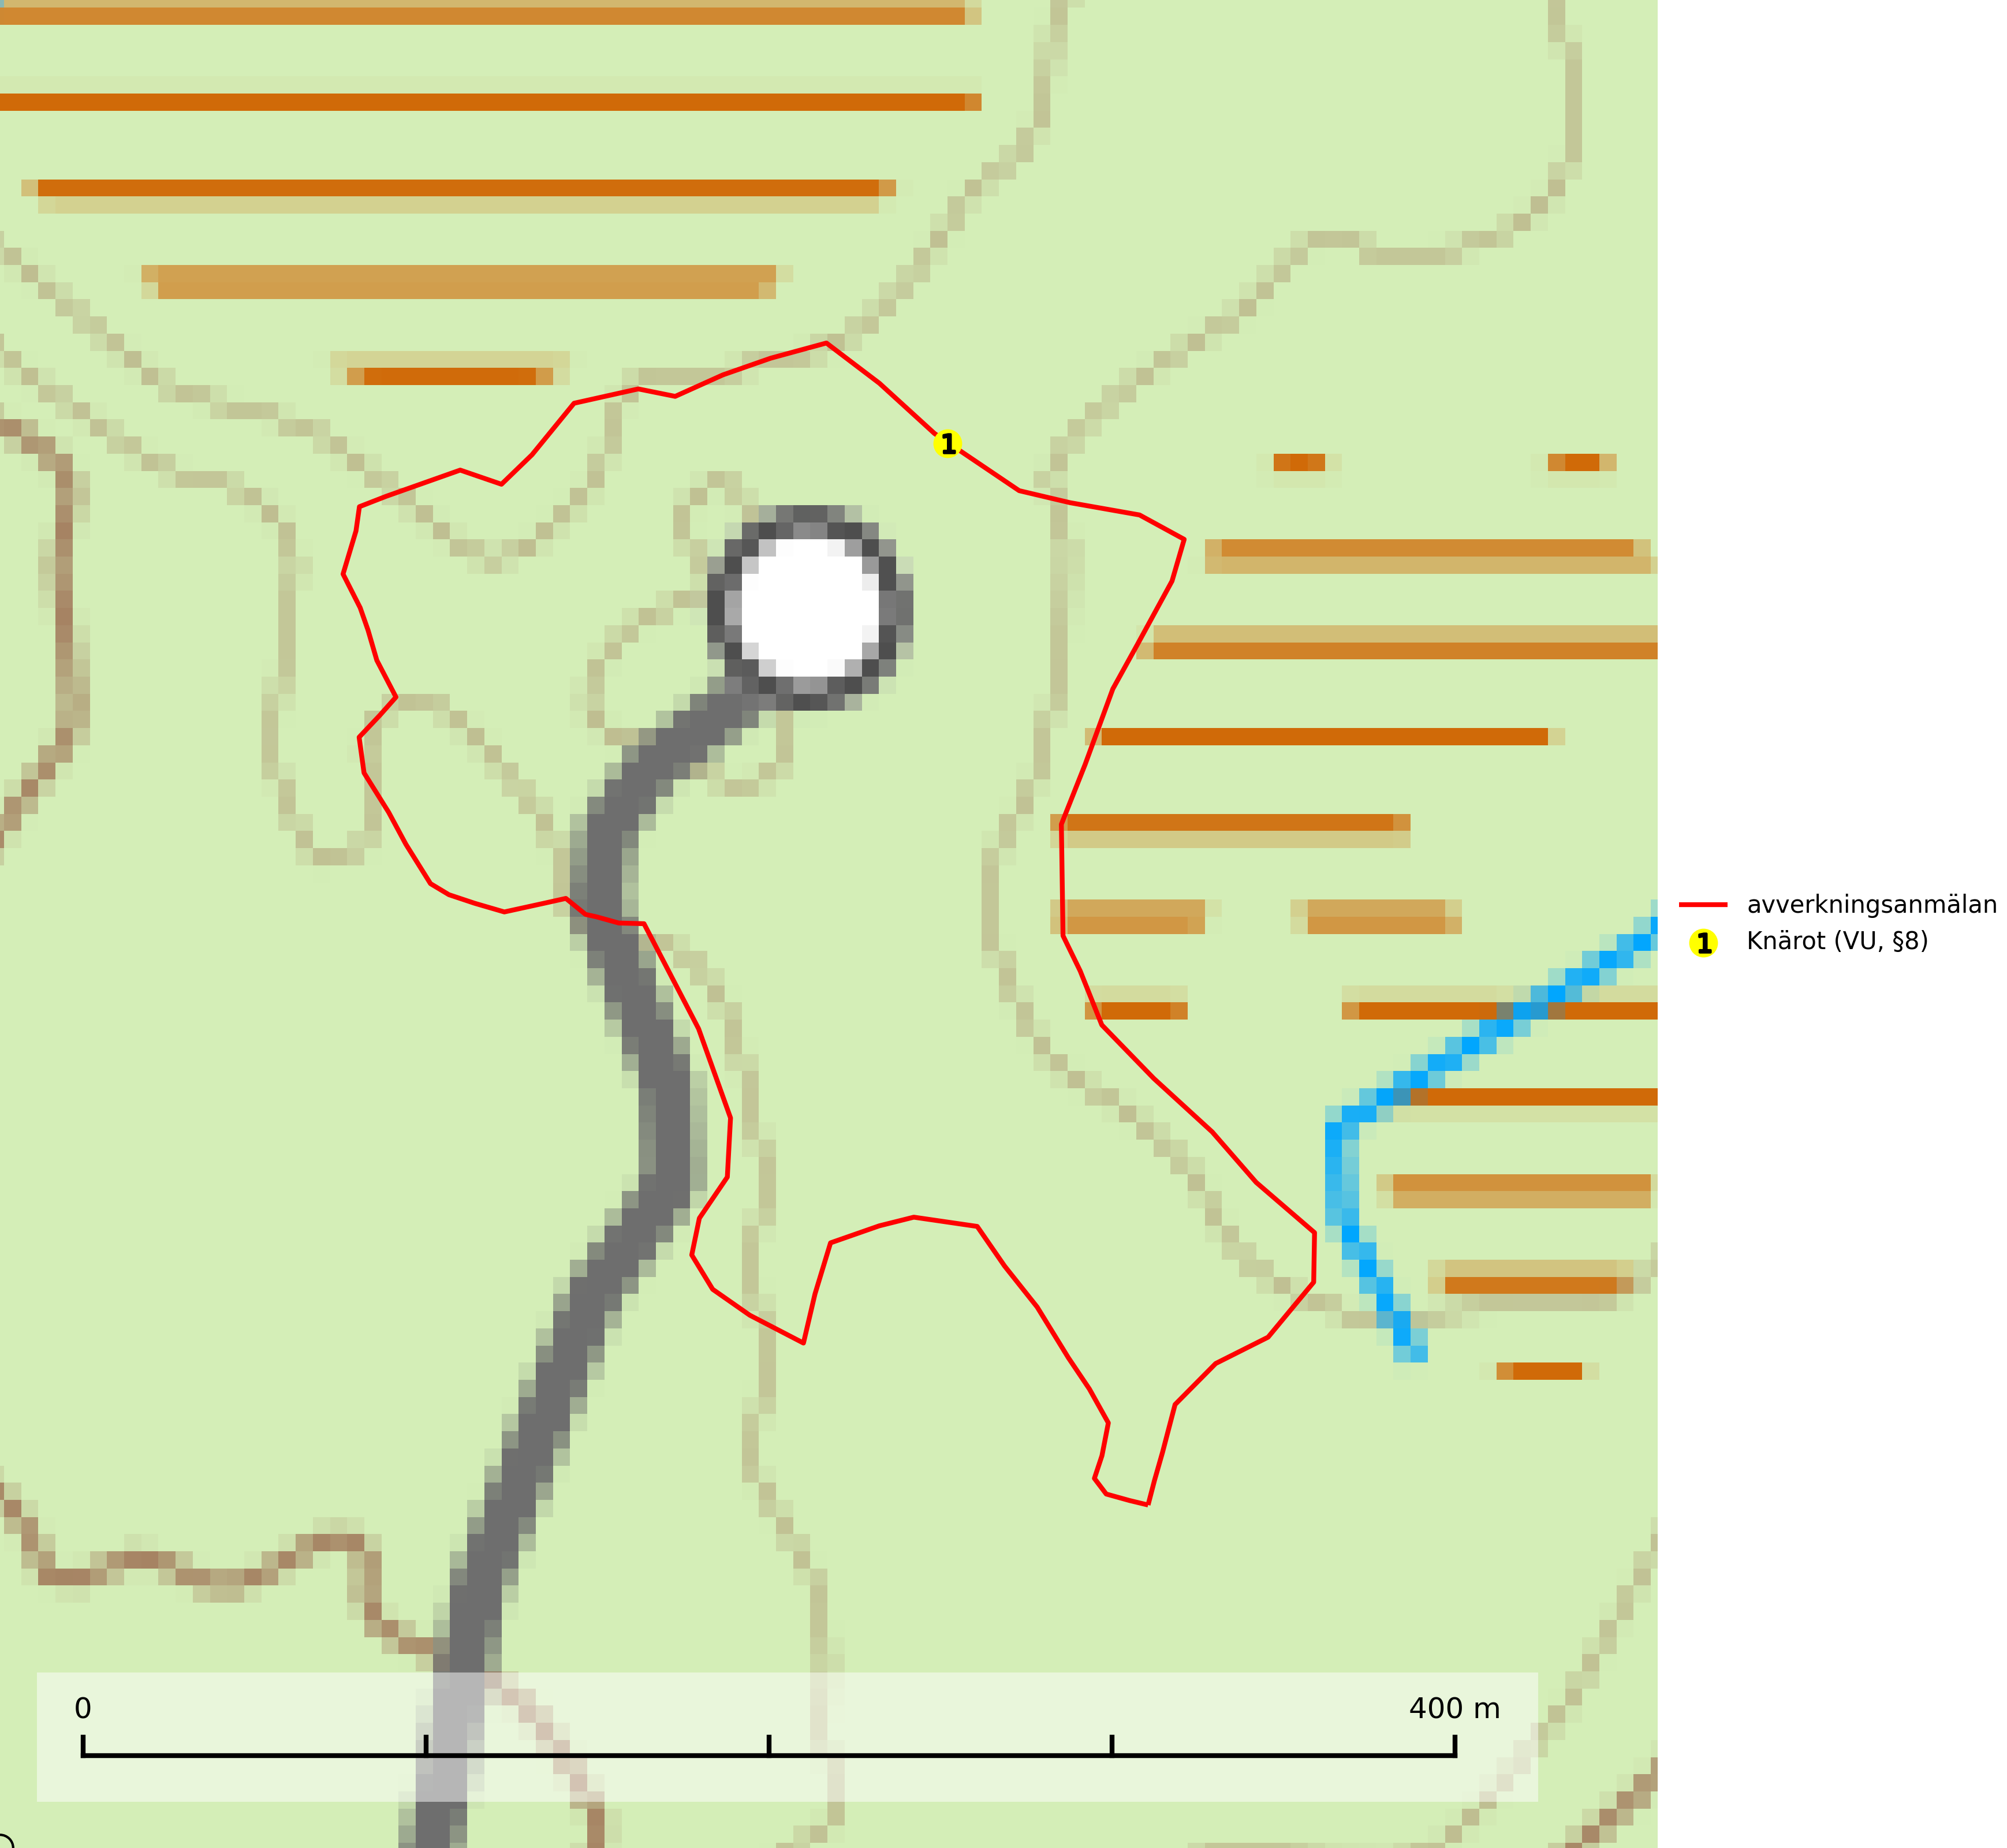 1
avverkningsanmälan
1 Knärot (VU, §8)
0 400 m